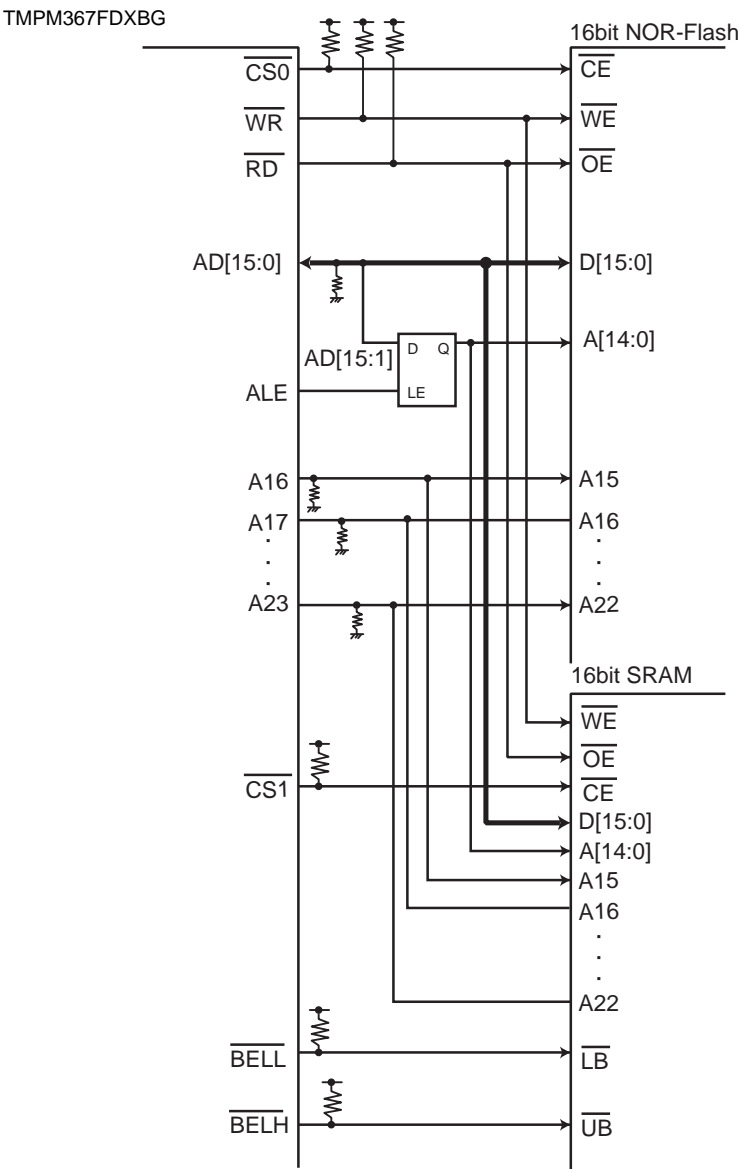 TMPM367FDXBG
16bit NOR-Flash
CS0
CE
WR
WE
RD
OE
AD[15:0]
D[15:0]
AD[15:1]
D Q
LE
A[14:0]
ALE
A16
A15
A17
A16
.
.
.
.
.
.
A23
A22
16bit SRAM
WE
OE
CS1
CE
D[15:0]
A[14:0]
A15
A16
.
.
.
A22
BELL
LB
BELH
UB